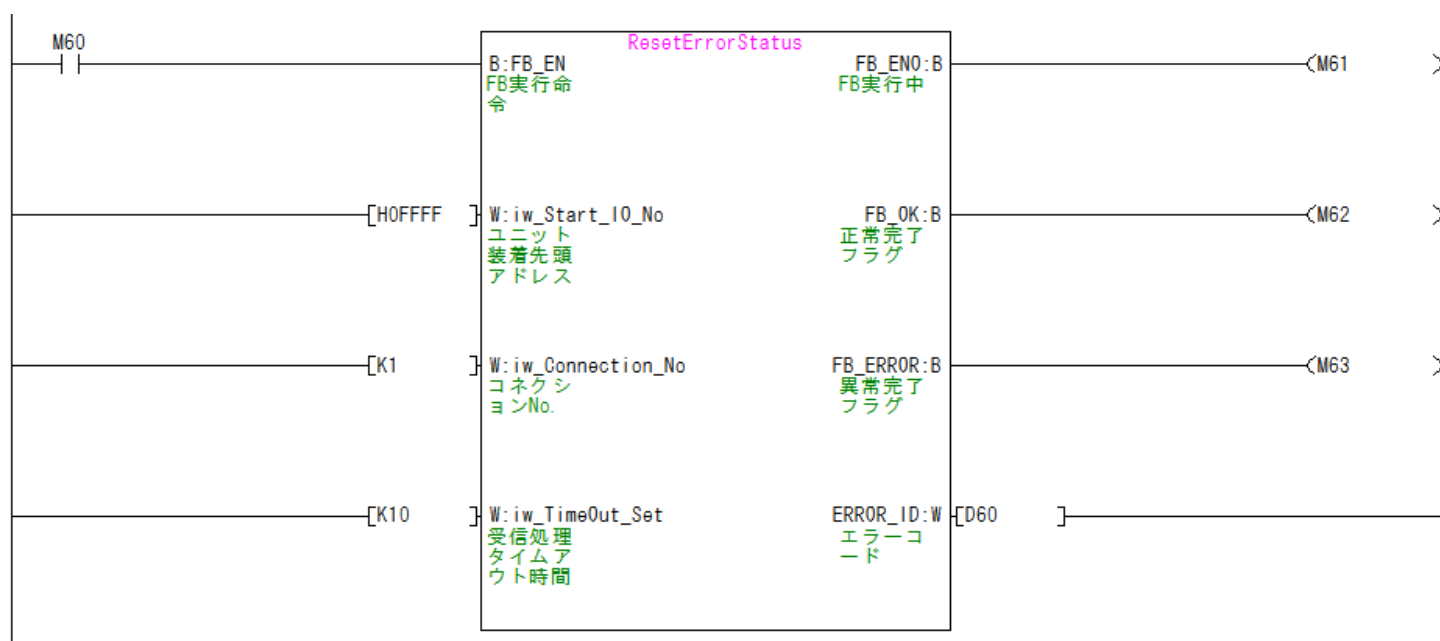 M60
ResetErrorStatus
B:FB_EN
FB実行命
令
FB_ENO:B
FB実行中
M61
H0FFFF
W:iw_Start_IO_No
ユニット
装着先頭
アドレス
FB_OK:B
正常完了
フラグ
M62
K1
W:iw_Connection_No
コネクシ
ョンNo.
FB_ERROR:B
異常完了
フラグ
M63
K10
W:iw_TimeOut_Set
受信処理
タイムア
ウト時間
ERROR_ID:W
エラーコ
ード
D60